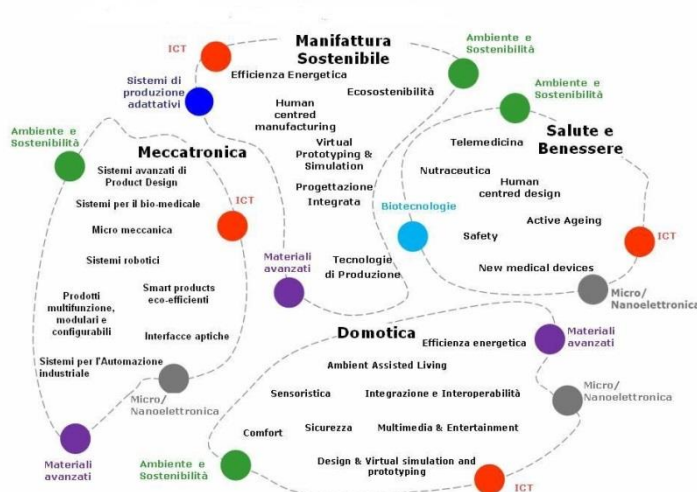 Manifattura
Sostenibile
ICT
Efficienza Energetica
Ecosostenibilità
Human
centred
manufacturing
Virtual
Prototyping &
Simulation
Progettazione
Integrata
Tecnologie
di Produzione
Sistemi di
produzione
adattativi
Materiali
avanzati
Ambiente e
Sostenibilità
Ambiente e
Sostenibilità
Salute e
Benessere
Telemedicina
Nutraceutica
Human
centred design
Biotecnologie
Active Ageing
Safety
ICT
New medical devices
Micro/
Nanoelettronica
Ambiente e
Sostenibilità
Meccatronica
Sistemi avanzati di
Product Design
Sistemi per il bio-medicale
ICT
Micro meccanica
Sistemi robotici
Smart products
eco-efficienti
Prodotti
multifunzione,
modulari e
configurabili
Interfacce aptiche
Sistemi per l'Automazione
industriale
Micro/
Nanoelettronica
Materiali
avanzati
Domotica
Efficienza energetica
Materiali
avanzati
Ambient Assisted Living
Sensoristica
Integrazione e Interoperabilità
Micro/
Nanoelettronica
Comfort
Sicurezza
Multimedia & Entertainment
Ambiente e
Sostenibilità
Design & Virtual simulation and
prototyping
ICT